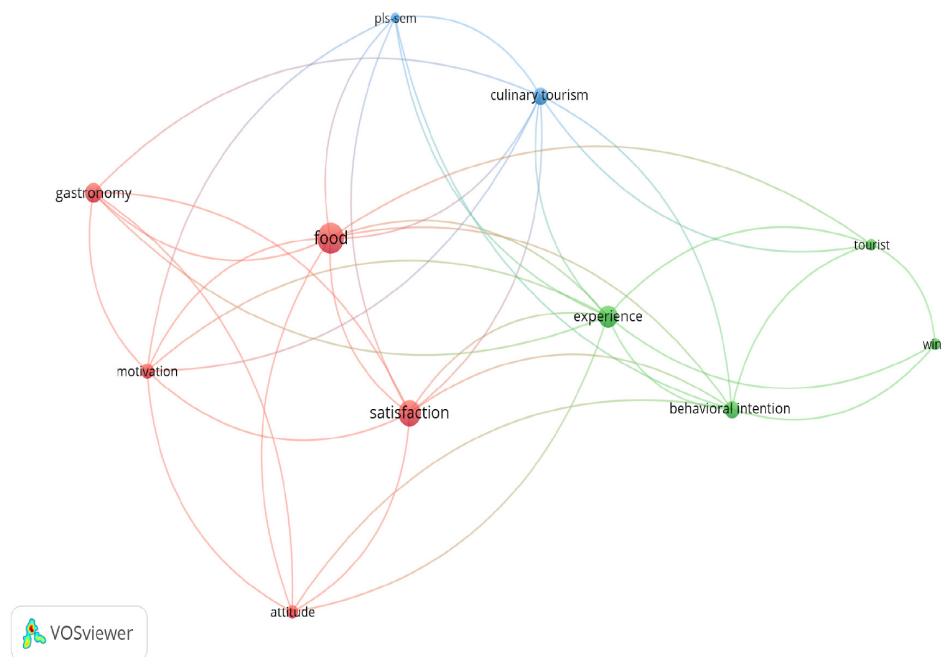 pls-sem
culinary tourism
gastronomy
food
tourist
experience
win
motivation
satisfaction
behavioral intention
attitude
VOSviewer